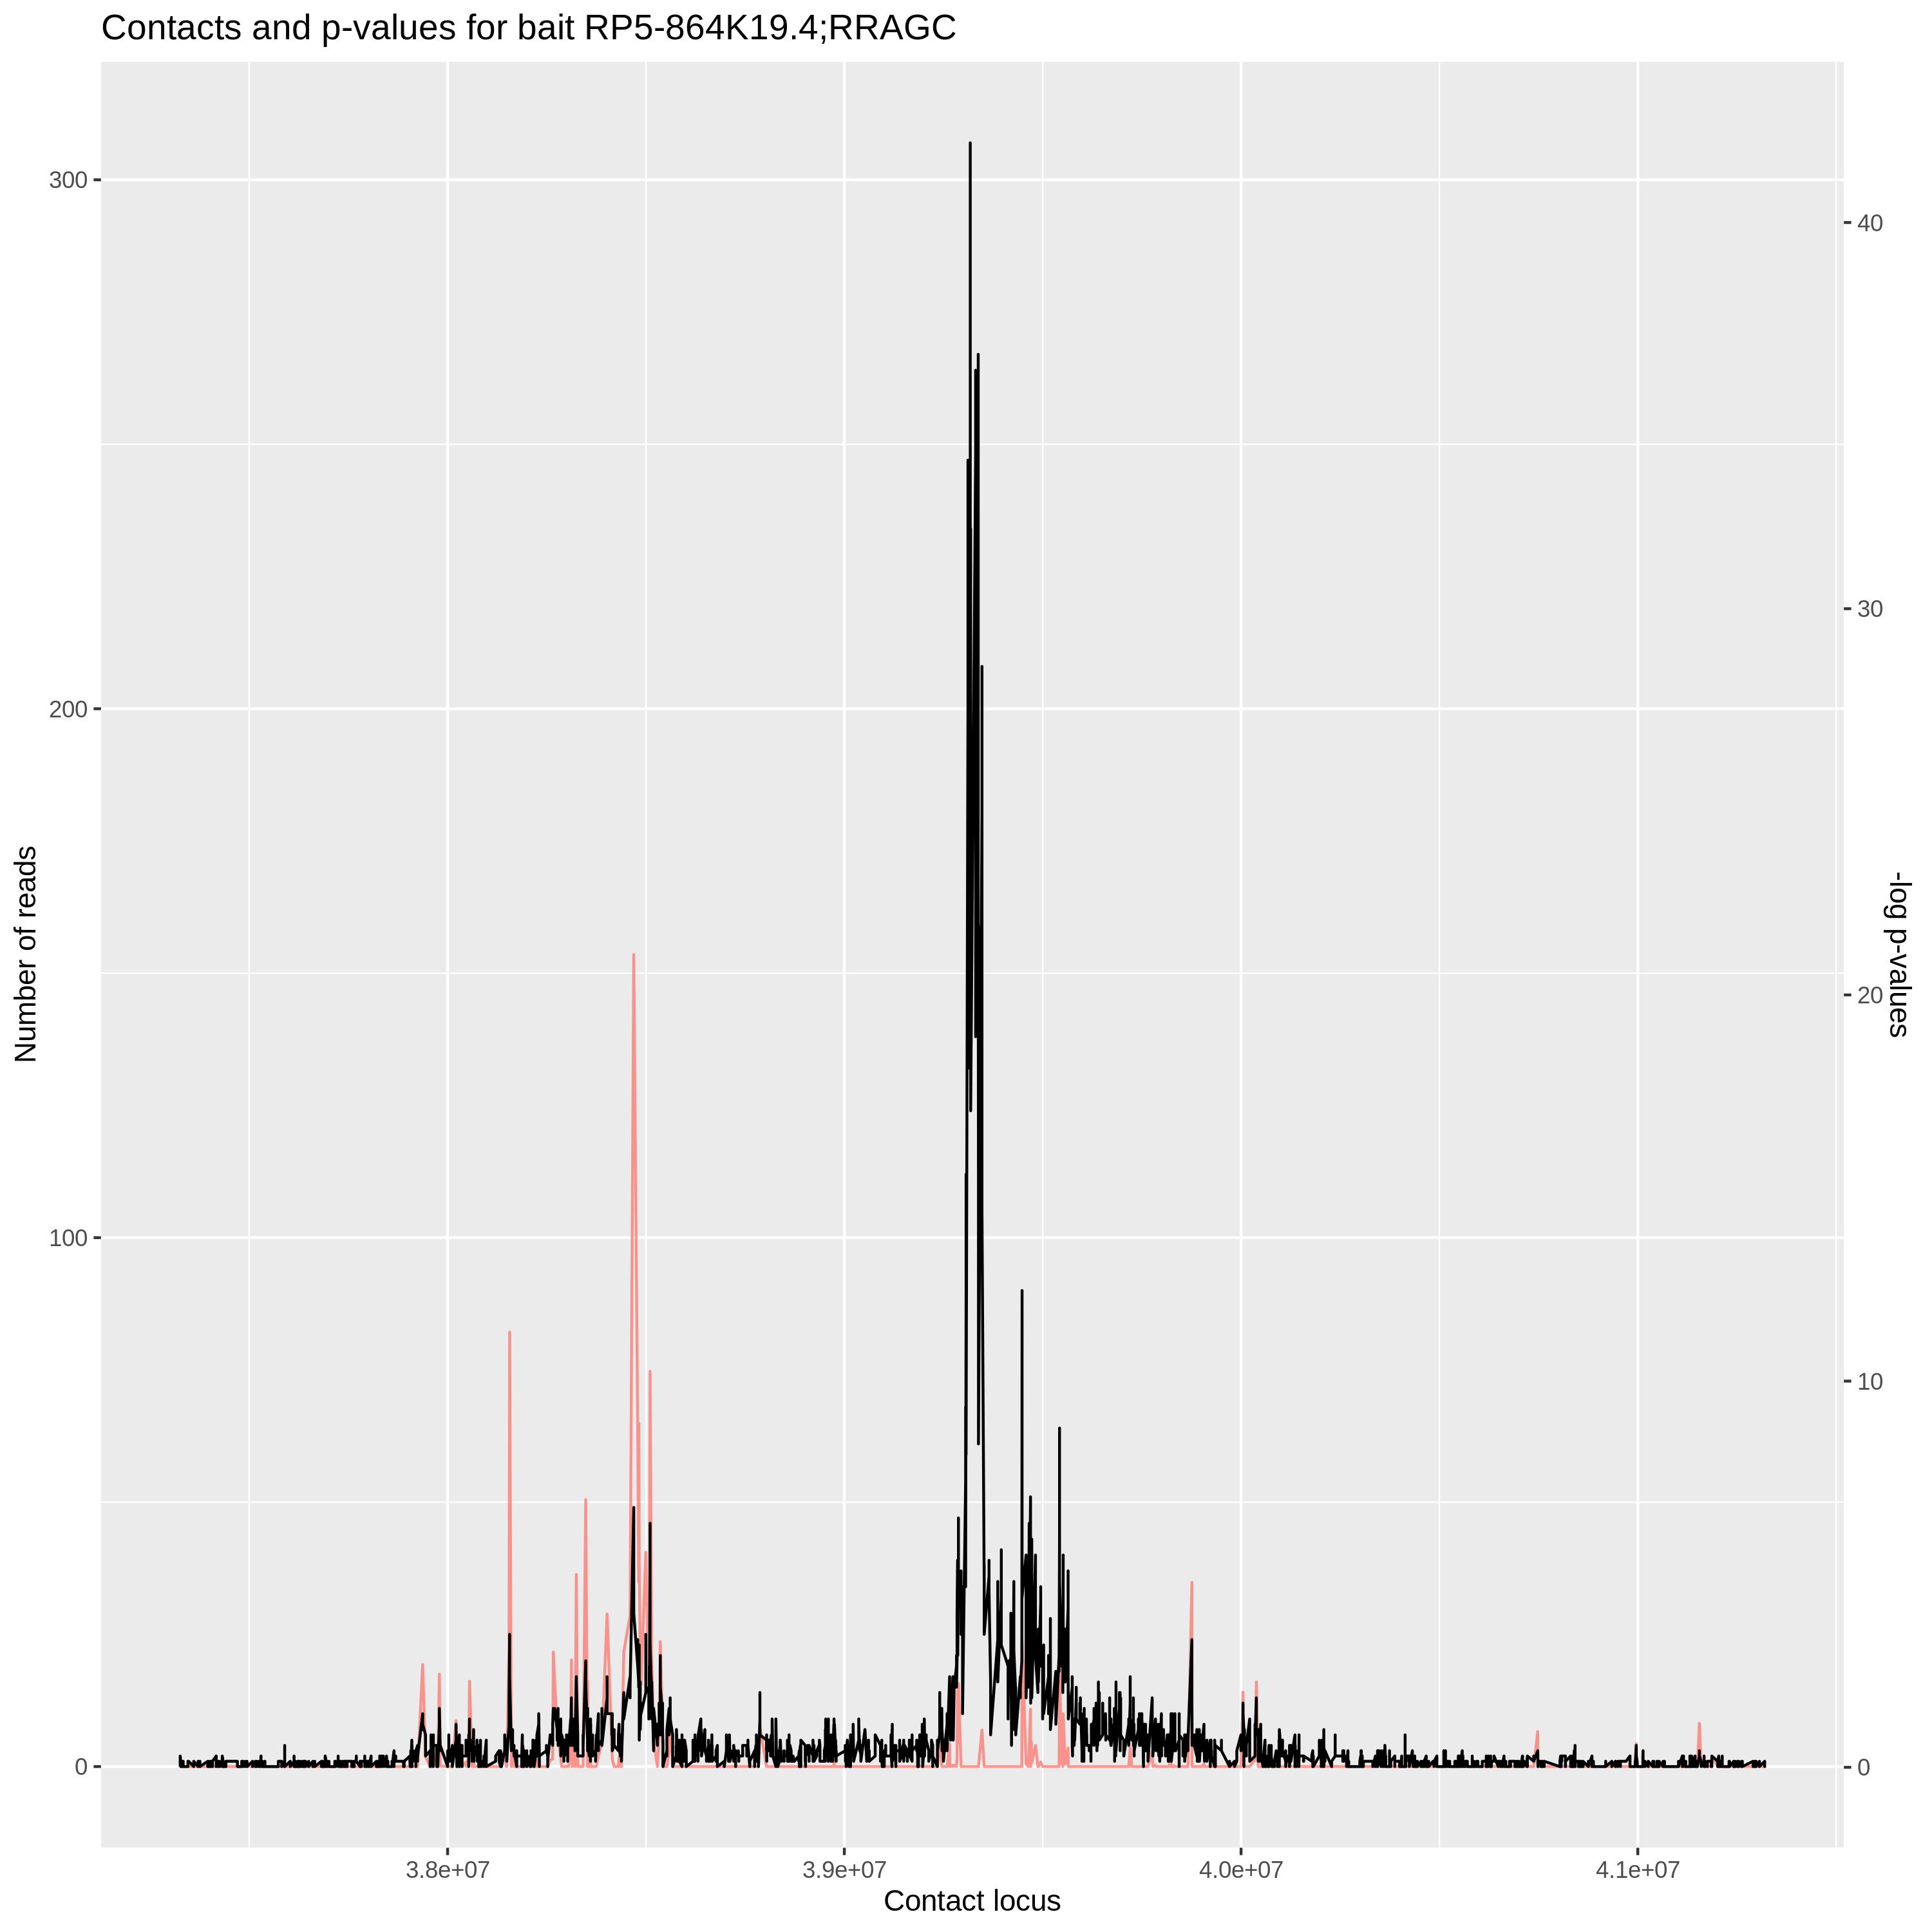 Contacts and p-values for bait RP5-864K19.4;RRAGC
300
200
100
0
Number of reads
40
30
20
10
0
-log p-values
3.8e+07
3.9e+07
4.0e+07
4.1e+07
Contact locus